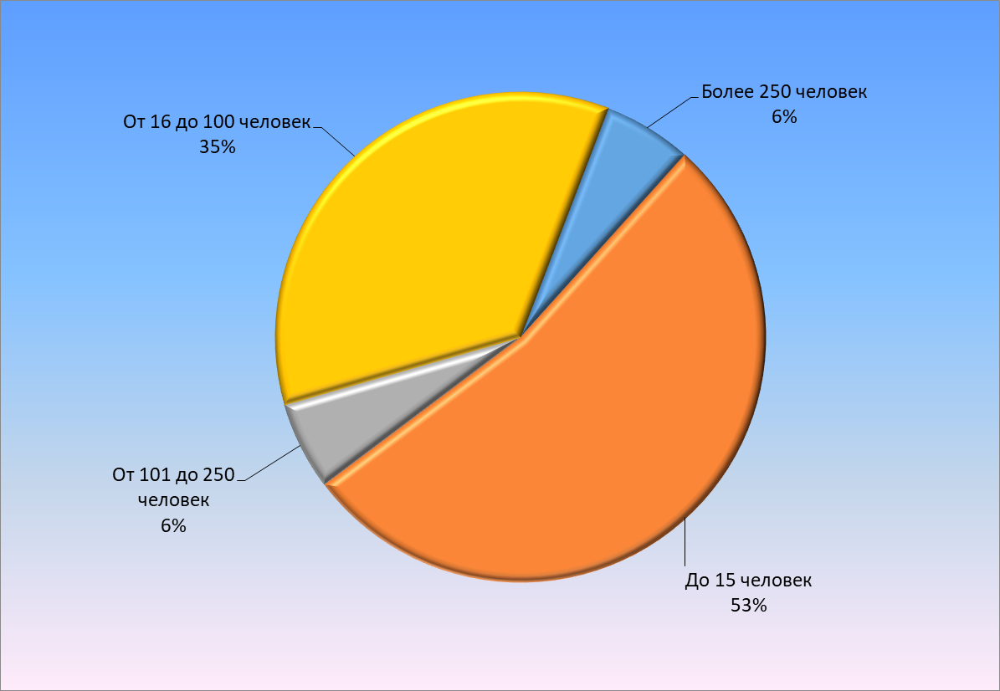 Более 250 человек
6%
От 16 до 100 человек
35%
От 101 до 250
человек
6%
До 15 человек
53%